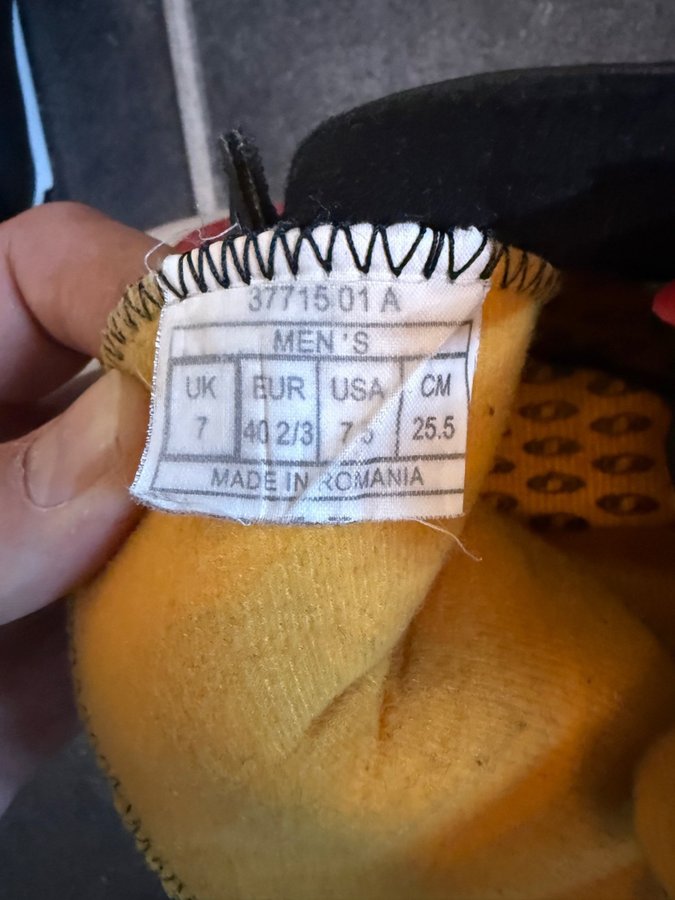 37715 01 A
MEN 'S
UK EUR USA CM
7 40 2/3 7.5 25.5
MADE IN ROMANIA